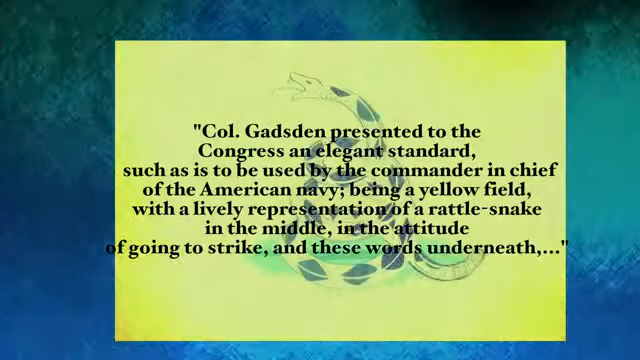 "Col. Gadsden presented to the
Congress an elegant standard,
such as is to be used by the commander in chief
of the American navy; being a yellow field,
with a lively representation of a rattle-snake
in the middle, in the attitude
of going to strike, and these words underneath,..."